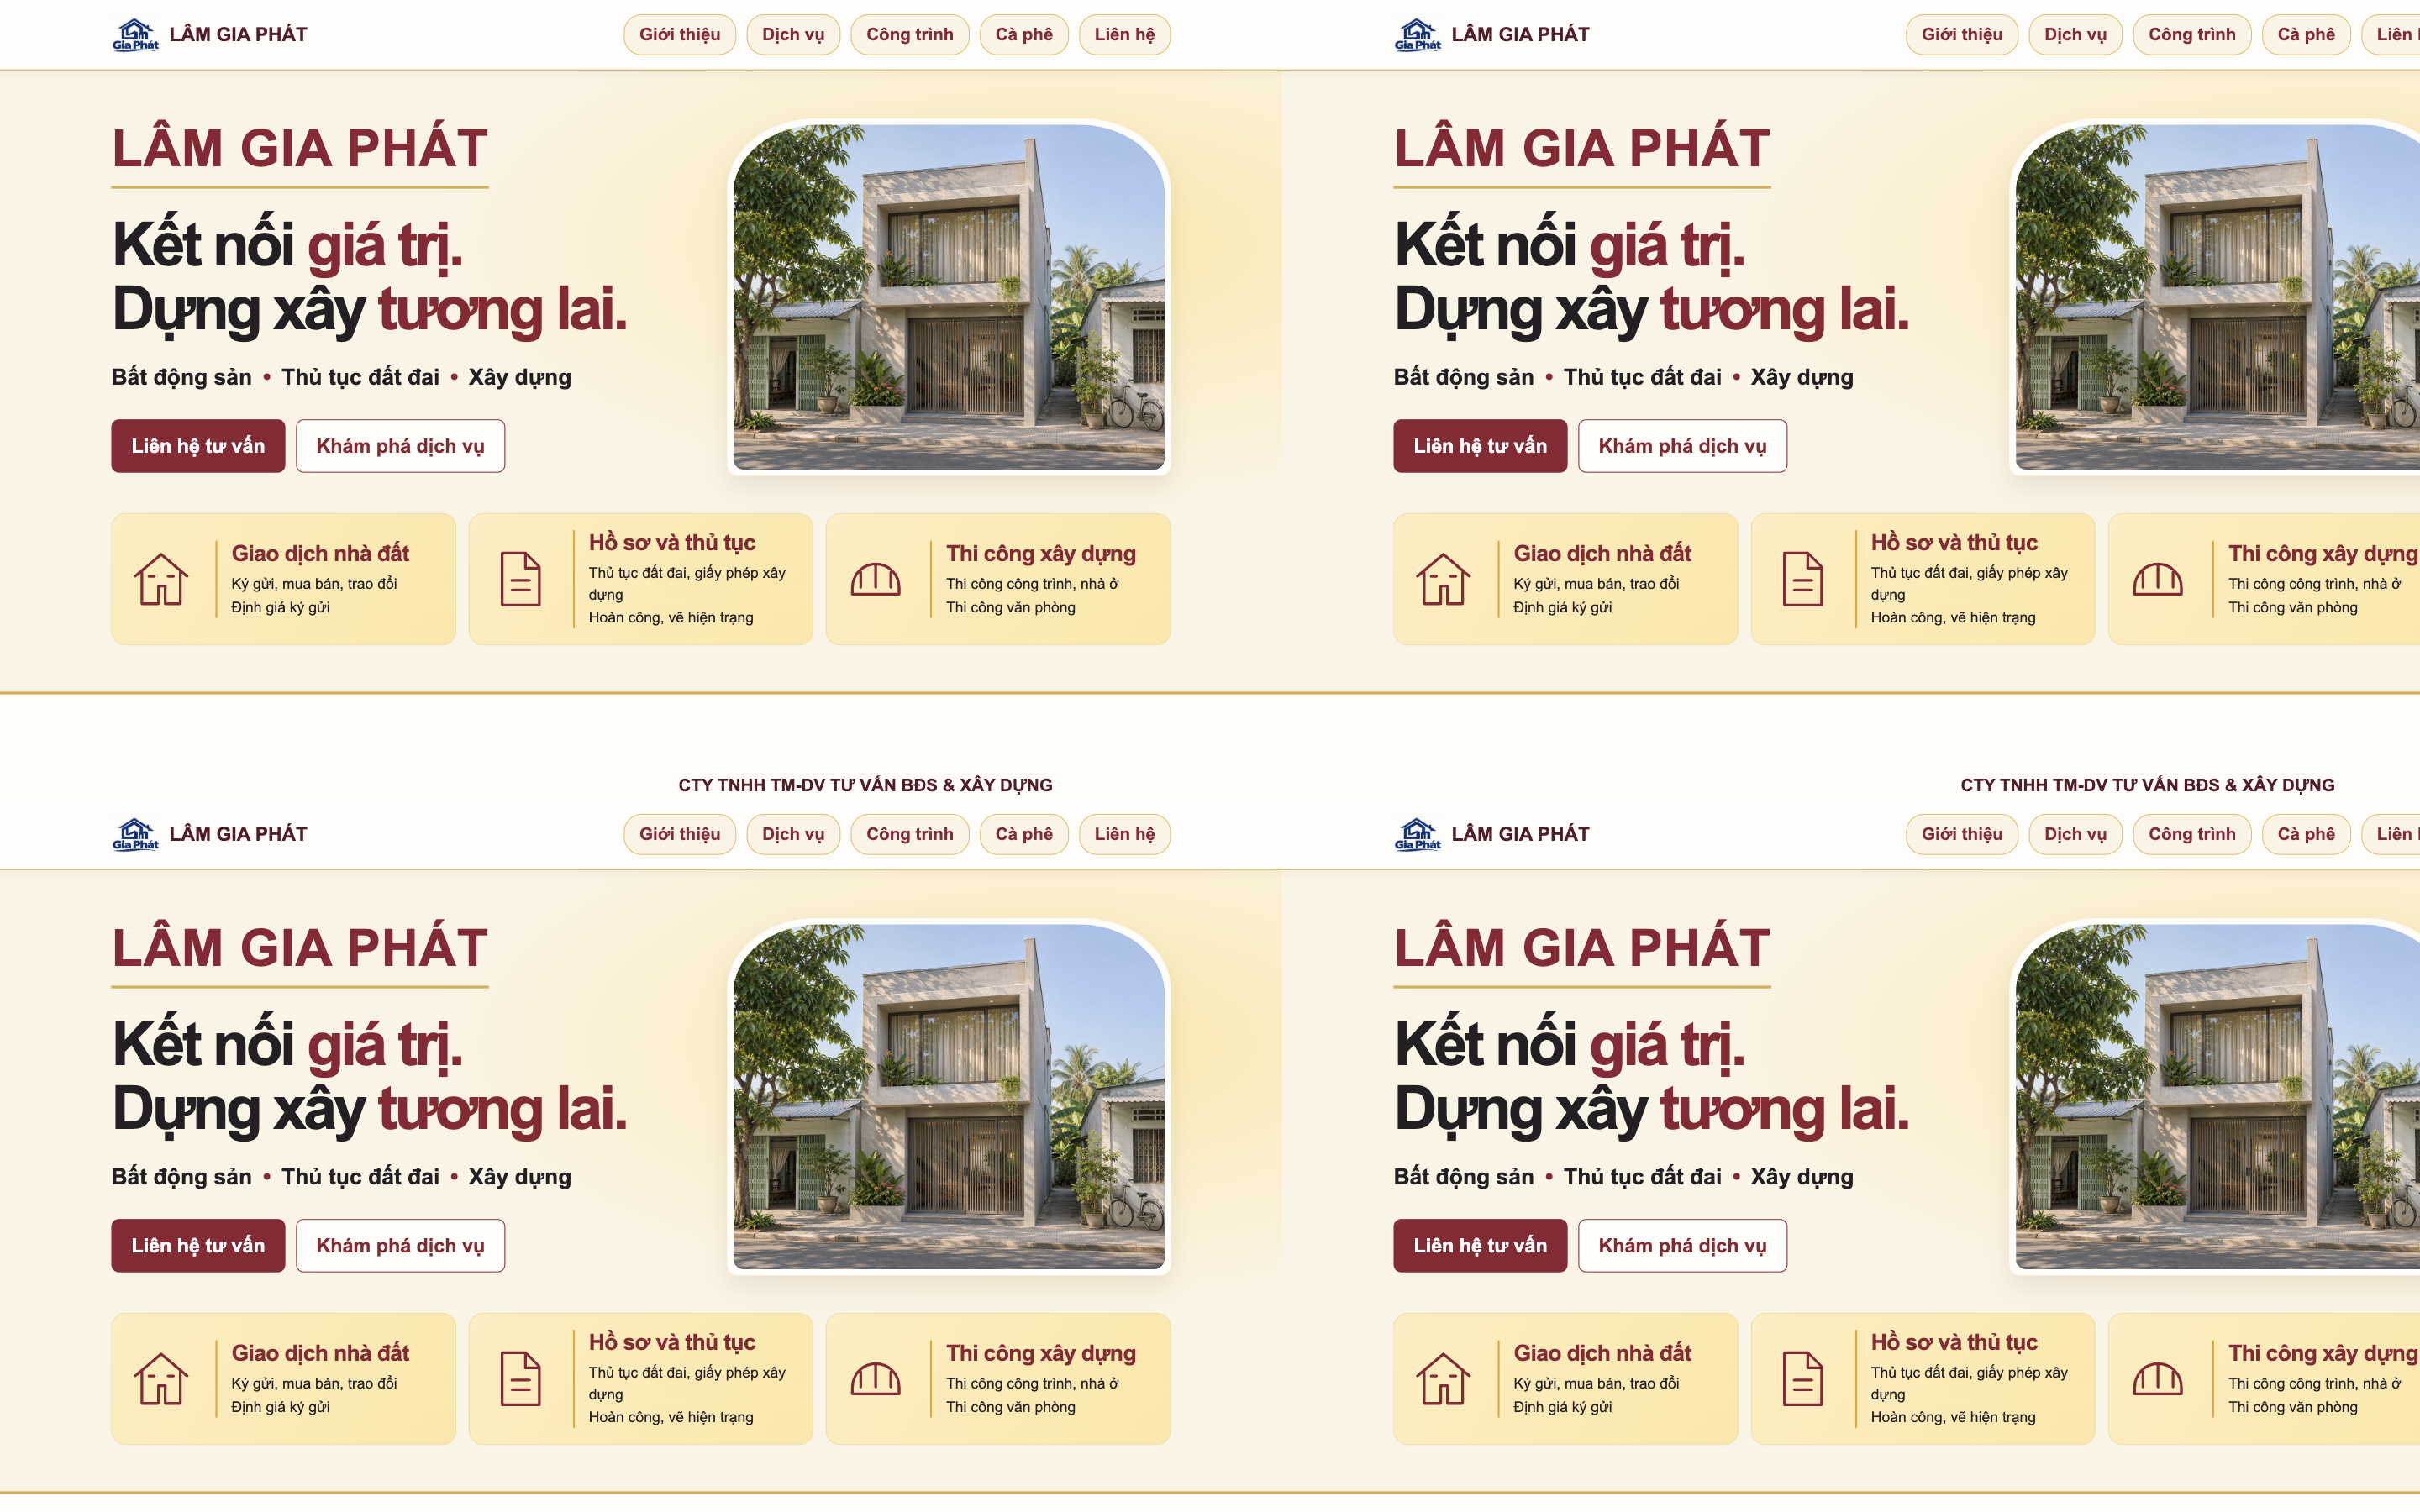 Gia Phát
LÂM GIA PHÁT
Giới thiệu
Dịch vụ
Công trình
Cà phê
Liên hệ
LÂM GIA PHÁT
Kết nối giá trị.
Dựng xây tương lai.
Bất động sản • Thủ tục đất đai • Xây dựng
Liên hệ tư vấn
Khám phá dịch vụ
Giao dịch nhà đất
Ký gửi, mua bán, trao đổi
Định giá ký gửi
Hồ sơ và thủ tục
Thủ tục đất đai, giấy phép xây
dựng
Hoàn công, vẽ hiện trạng
Thi công xây dựng
Thi công công trình, nhà ở
Thi công văn phòng
Gia Phát
LÂM GIA PHÁT
Giới thiệu
Dịch vụ
Công trình
Cà phê
Liên
LÂM GIA PHÁT
Kết nối giá trị.
Dựng xây tương lai.
Bất động sản • Thủ tục đất đai • Xây dựng
Liên hệ tư vấn
Khám phá dịch vụ
Giao dịch nhà đất
Ký gửi, mua bán, trao đổi
Định giá ký gửi
Hồ sơ và thủ tục
Thủ tục đất đai, giấy phép xây
dựng
Hoàn công, vẽ hiện trạng
Thi công xây dựng
Thi công công trình, nhà ở
Thi công văn phòng
CTY TNHH TM-DV TƯ VẤN BĐS & XÂY DỰNG
Gia Phát
LÂM GIA PHÁT
Giới thiệu
Dịch vụ
Công trình
Cà phê
Liên hệ
LÂM GIA PHÁT
Kết nối giá trị.
Dựng xây tương lai.
Bất động sản • Thủ tục đất đai • Xây dựng
Liên hệ tư vấn
Khám phá dịch vụ
Giao dịch nhà đất
Ký gửi, mua bán, trao đổi
Định giá ký gửi
Hồ sơ và thủ tục
Thủ tục đất đai, giấy phép xây
dựng
Hoàn công, vẽ hiện trạng
Thi công xây dựng
Thi công công trình, nhà ở
Thi công văn phòng
CTY TNHH TM-DV TƯ VẤN BĐS & XÂY DỰNG
Gia Phát
LÂM GIA PHÁT
Giới thiệu
Dịch vụ
Công trình
Cà phê
Liên
LÂM GIA PHÁT
Kết nối giá trị.
Dựng xây tương lai.
Bất động sản • Thủ tục đất đai • Xây dựng
Liên hệ tư vấn
Khám phá dịch vụ
Giao dịch nhà đất
Ký gửi, mua bán, trao đổi
Định giá ký gửi
Hồ sơ và thủ tục
Thủ tục đất đai, giấy phép xây
dựng
Hoàn công, vẽ hiện trạng
Thi công xây dựng
Thi công công trình, nhà ở
Thi công văn phòng